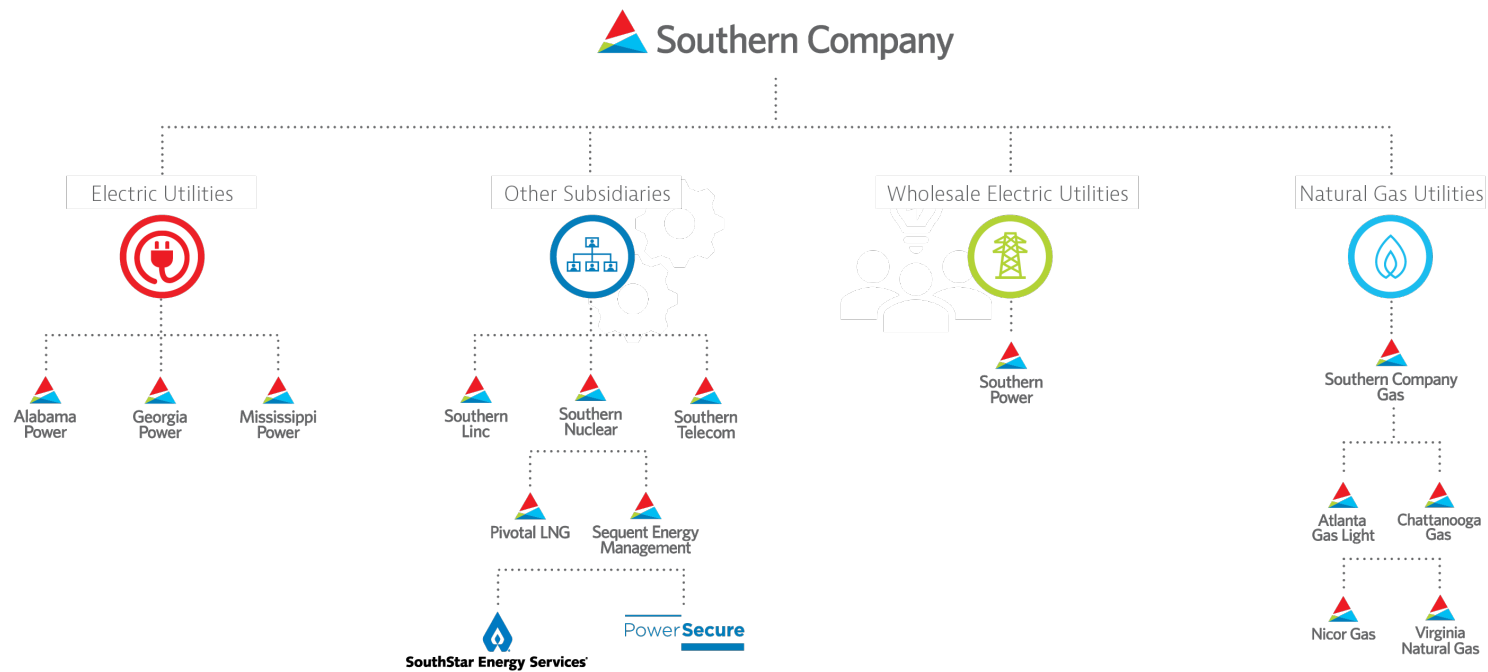 Southern Company
Electric Utilities
Other Subsidiaries
Wholesale Electric Utilities
Natural Gas Utilities
Alabama
Power
Georgia
Power
Mississippi
Power
Southern
Linc
Southern
Nuclear
Southern
Telecom
Southern
Power
Southern Company
Gas
Pivotal LNG
Sequent Energy
Management
Atlanta
Gas Light
Chattanooga
Gas
SouthStar Energy Services
PowerSecure
Nicor Gas
Virginia
Natural Gas